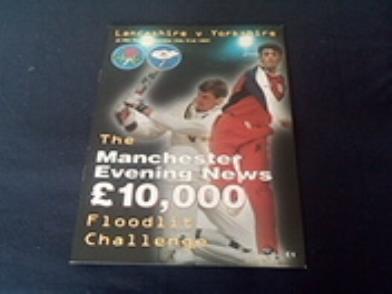 Lancashire v Yorkshire
The
Manchester
Evening News
£10,000
Floodlit
Challenge